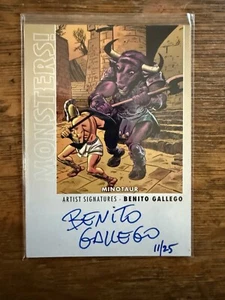 MONSTERS!
MINOTAUR
ARTIST SIGNATURES - BENITO GALLEGO
BENITO
GALLEGO
11/25